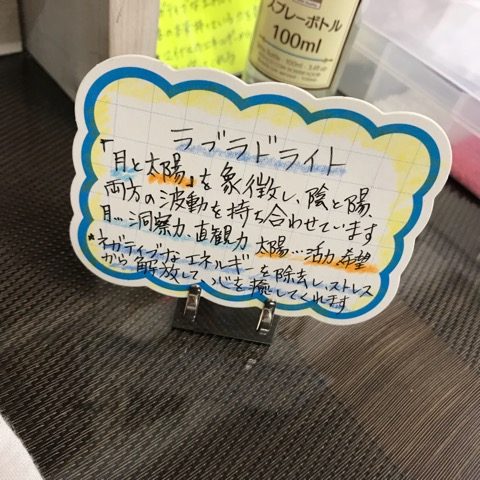 スプレーボトル
100ml
ラブラドライト
「月と太陽」を象徴し、陰と陽、
両方の波動を持ち合わせています
月…洞察力、直観力 太陽…活力、希望
*ネガティブなエネルギーを除去し、ストレス
から解放して心を癒してくれます